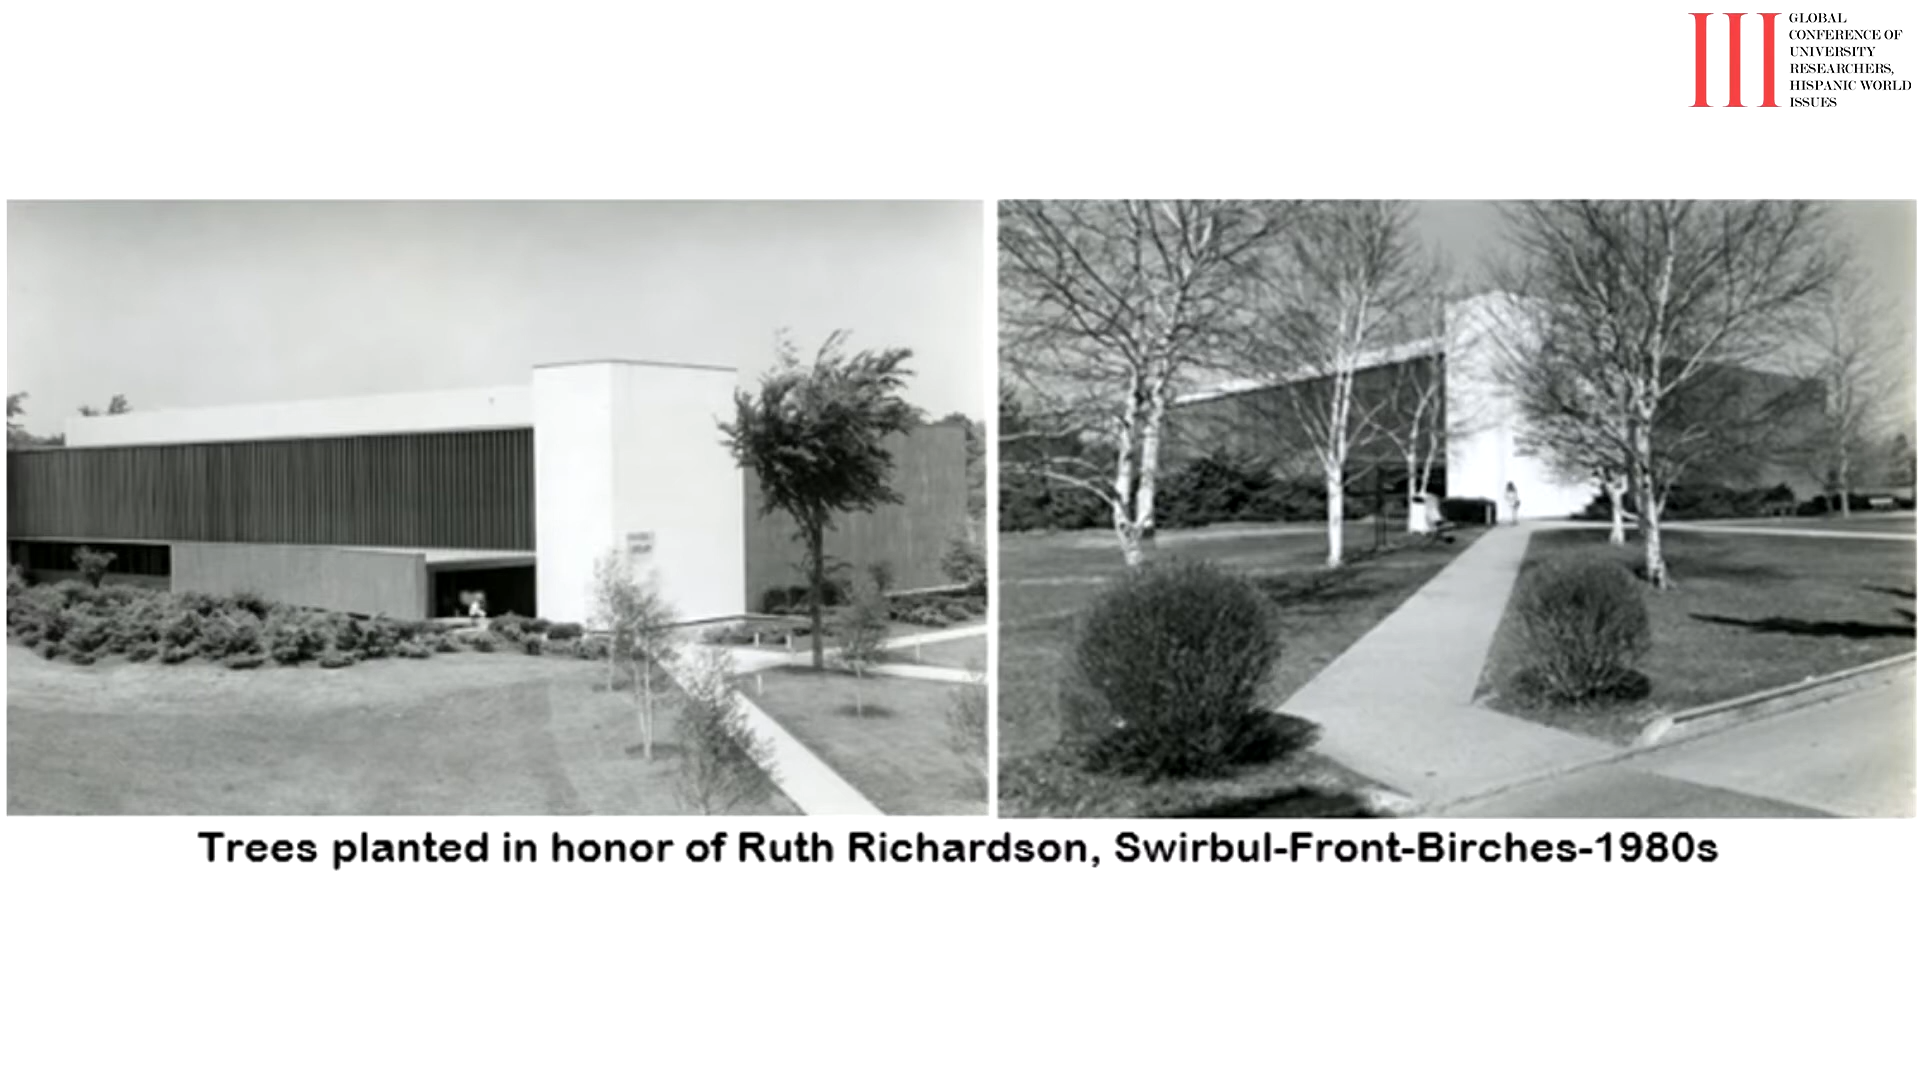 GLOBAL
CONFERENCE OF
UNIVERSITY
RESEARCHERS,
HISPANIC WORLD
ISSUES
III
Trees planted in honor of Ruth Richardson, Swirbul-Front-Birches-1980s